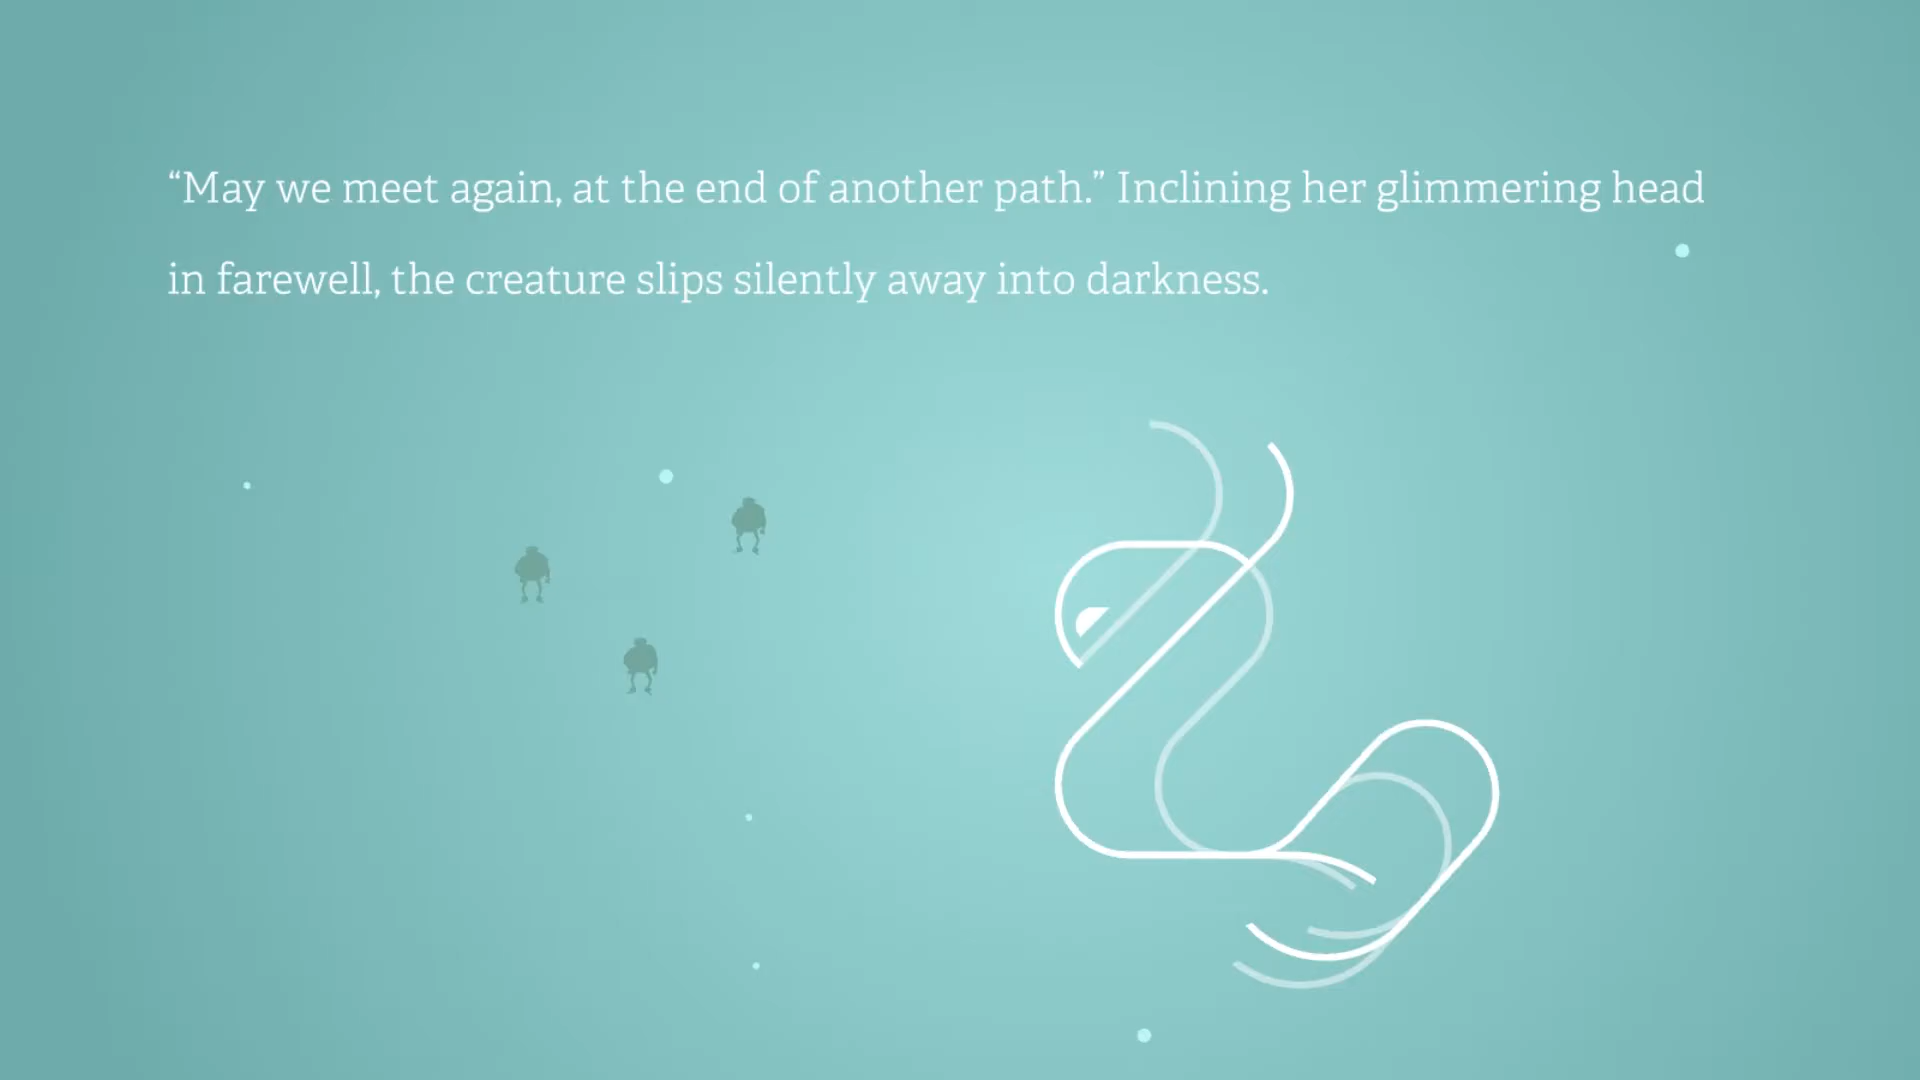 “May we meet again, at the end of another path.” Inclining her glimmering head
in farewell, the creature slips silently away into darkness.